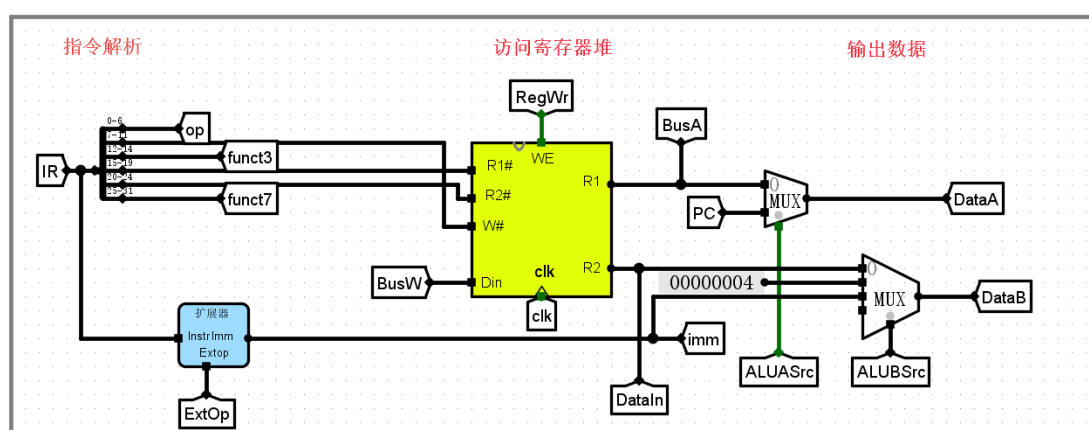 指令解析
访问寄存器堆
输出数据
RegWr
BusA
0-6
op
7-11
12-14
funct3
15-19
20-24
25-31
funct7
IR
WE
R1#
R2#
W#
Din
clk
R1
R2
BusW
clk
PC
0
MUX
DataA
00000004
0
MUX
DataB
扩展器
InstrImm
Extop
imm
ALUASrc
ALUBSrc
DataIn
ExtOp